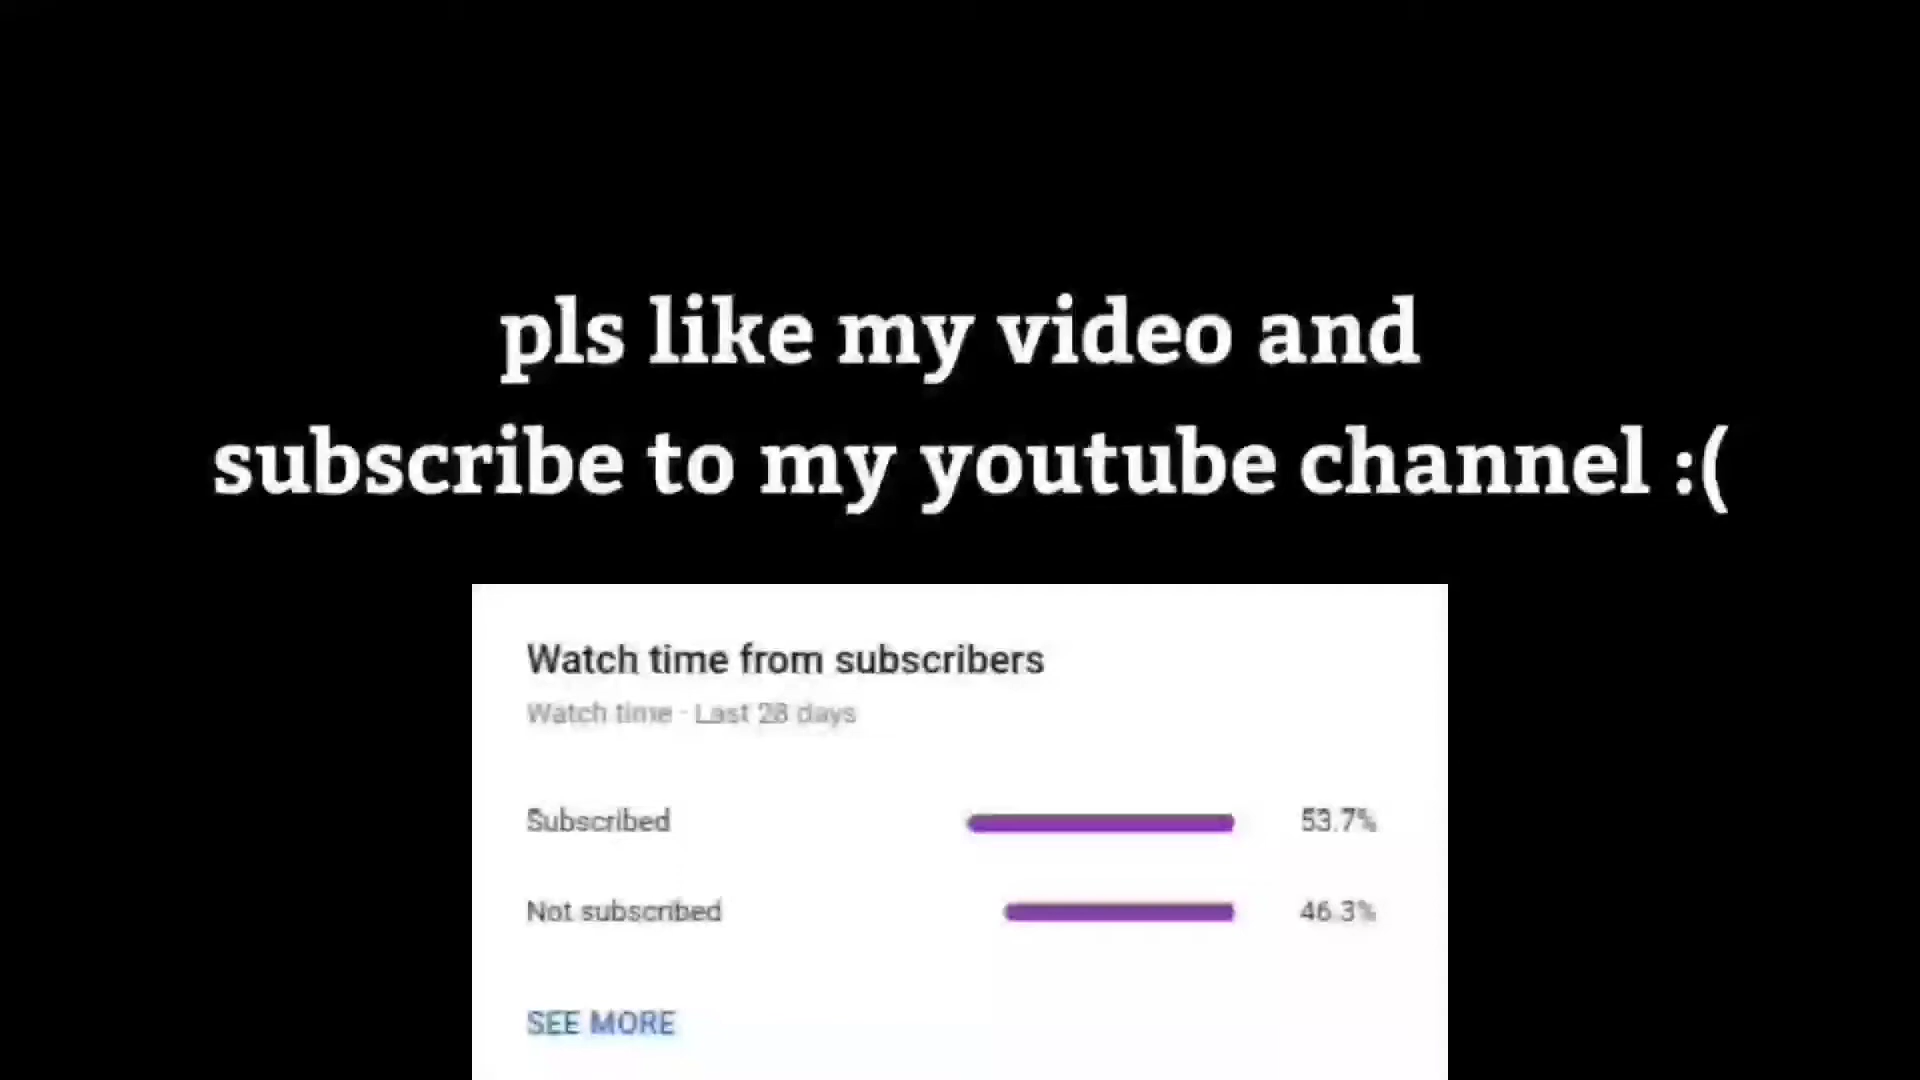 pls like my video and
subscribe to my youtube channel :(
Watch time from subscribers
Watch time · Last 28 days
Subscribed 53.7%
Not subscribed 46.3%
SEE MORE